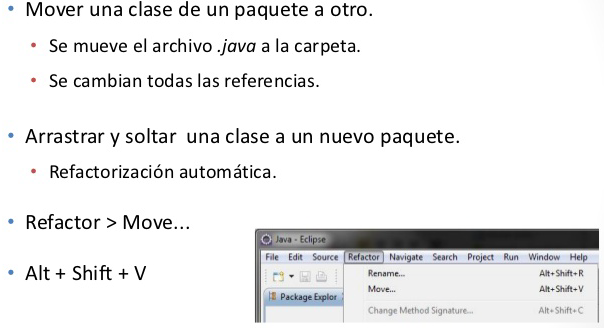 • Mover una clase de un paquete a otro.
• Se mueve el archivo .java a la carpeta.
• Se cambian todas las referencias.
• Arrastrar y soltar una clase a un nuevo paquete.
• Refactorización automática.
• Refactor > Move...
• Alt + Shift + V
Java - Eclipse
File Edit Source Refactor Navigate Search Project Run Window Help
Rename... Alt+Shift+R
Move... Alt+Shift+V
Package Explor
Change Method Signature... Alt+Shift+C